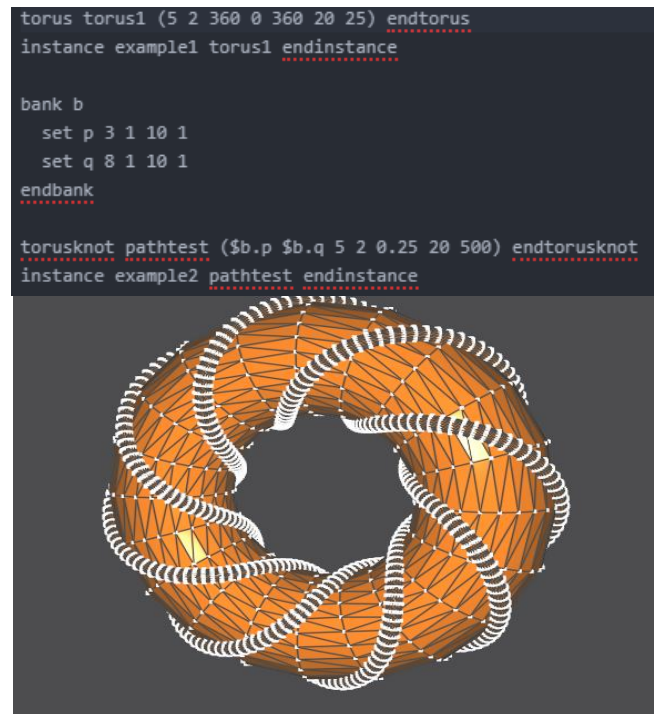 torus torus1 (5 2 360 0 360 20 25) endtorus
instance example1 torus1 endinstance
bank b
set p 3 1 10 1
set q 8 1 10 1
endbank
torusknot pathtest ($b.p $b.q 5 2 0.25 20 500) endtorusknot
instance example2 pathtest endinstance